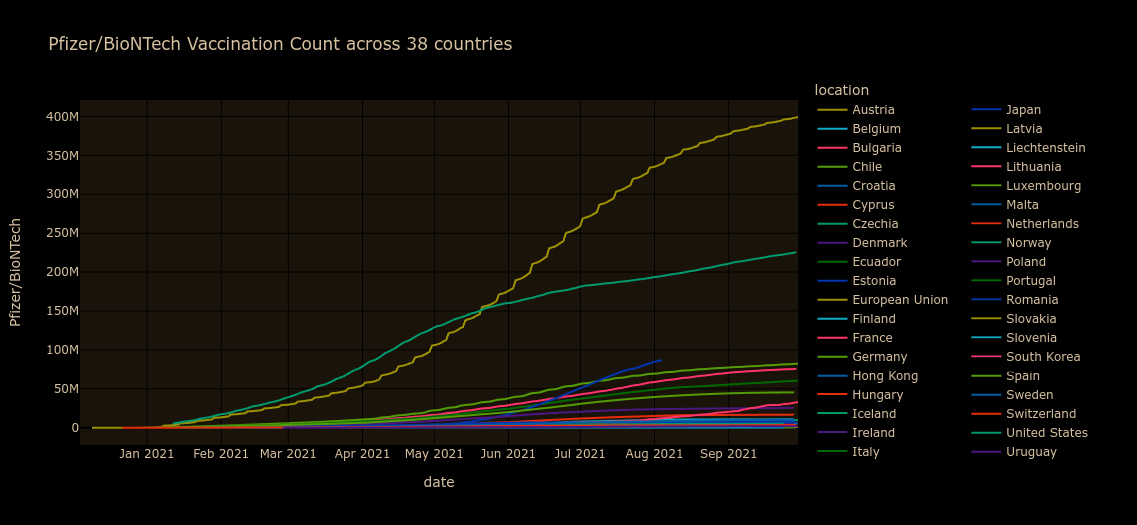 Pfizer/BioNTech Vaccination Count across 38 countries
Pfizer/BioNTech
400M
350M
300M
250M
200M
150M
100M
50M
0
Jan 2021 Feb 2021 Mar 2021 Apr 2021 May 2021 Jun 2021 Jul 2021 Aug 2021 Sep 2021
date
location
Austria
Belgium
Bulgaria
Chile
Croatia
Cyprus
Czechia
Denmark
Ecuador
Estonia
European Union
Finland
France
Germany
Hong Kong
Hungary
Iceland
Ireland
Italy
Japan
Latvia
Liechtenstein
Lithuania
Luxembourg
Malta
Netherlands
Norway
Poland
Portugal
Romania
Slovakia
Slovenia
South Korea
Spain
Sweden
Switzerland
United States
Uruguay